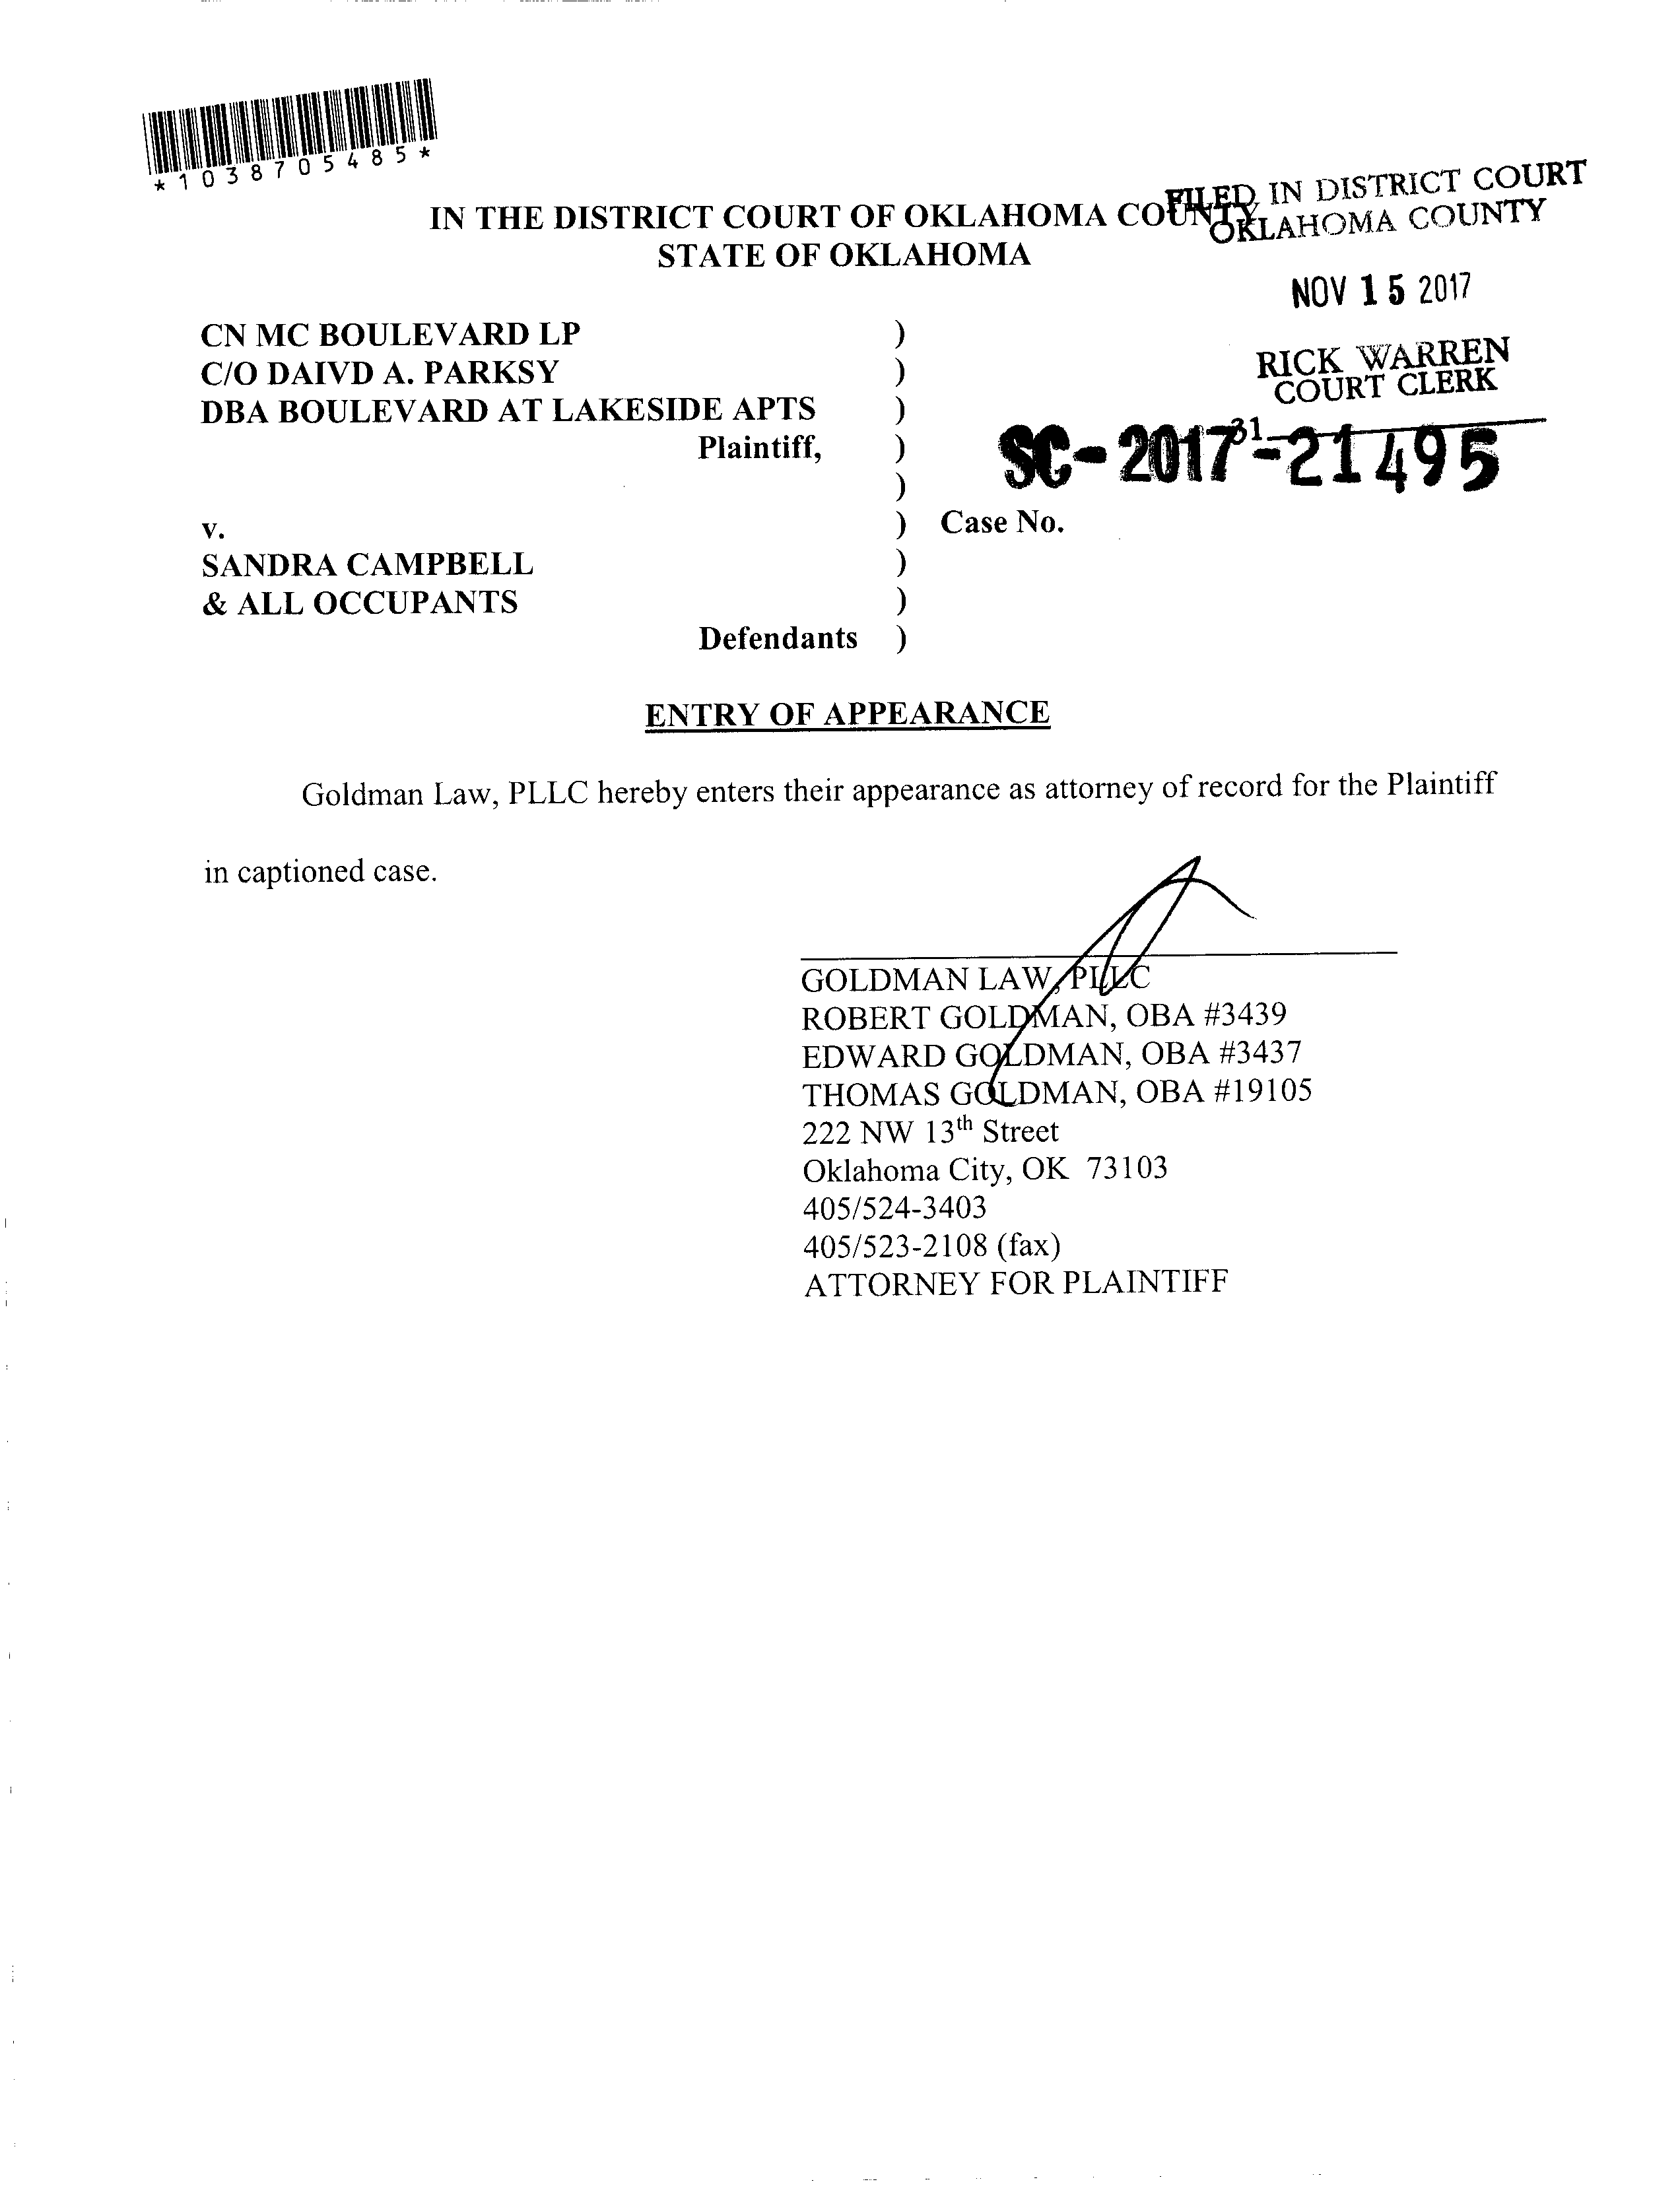 *1038705485*
FILED IN DISTRICT COURT
OKLAHOMA COUNTY
IN THE DISTRICT COURT OF OKLAHOMA COUNTY
STATE OF OKLAHOMA
NOV 15 2017
RICK WARREN
COURT CLERK
31
SC-2017-21495
CN MC BOULEVARD LP )
C/O DAIVD A. PARKSY )
DBA BOULEVARD AT LAKESIDE APTS )
Plaintiff, )
)
v. ) Case No.
SANDRA CAMPBELL )
& ALL OCCUPANTS )
Defendants )
ENTRY OF APPEARANCE
Goldman Law, PLLC hereby enters their appearance as attorney of record for the Plaintiff
in captioned case.
GOLDMAN LAW, PLLC
ROBERT GOLDMAN, OBA #3439
EDWARD GOLDMAN, OBA #3437
THOMAS GOLDMAN, OBA #19105
222 NW 13th Street
Oklahoma City, OK 73103
405/524-3403
405/523-2108 (fax)
ATTORNEY FOR PLAINTIFF